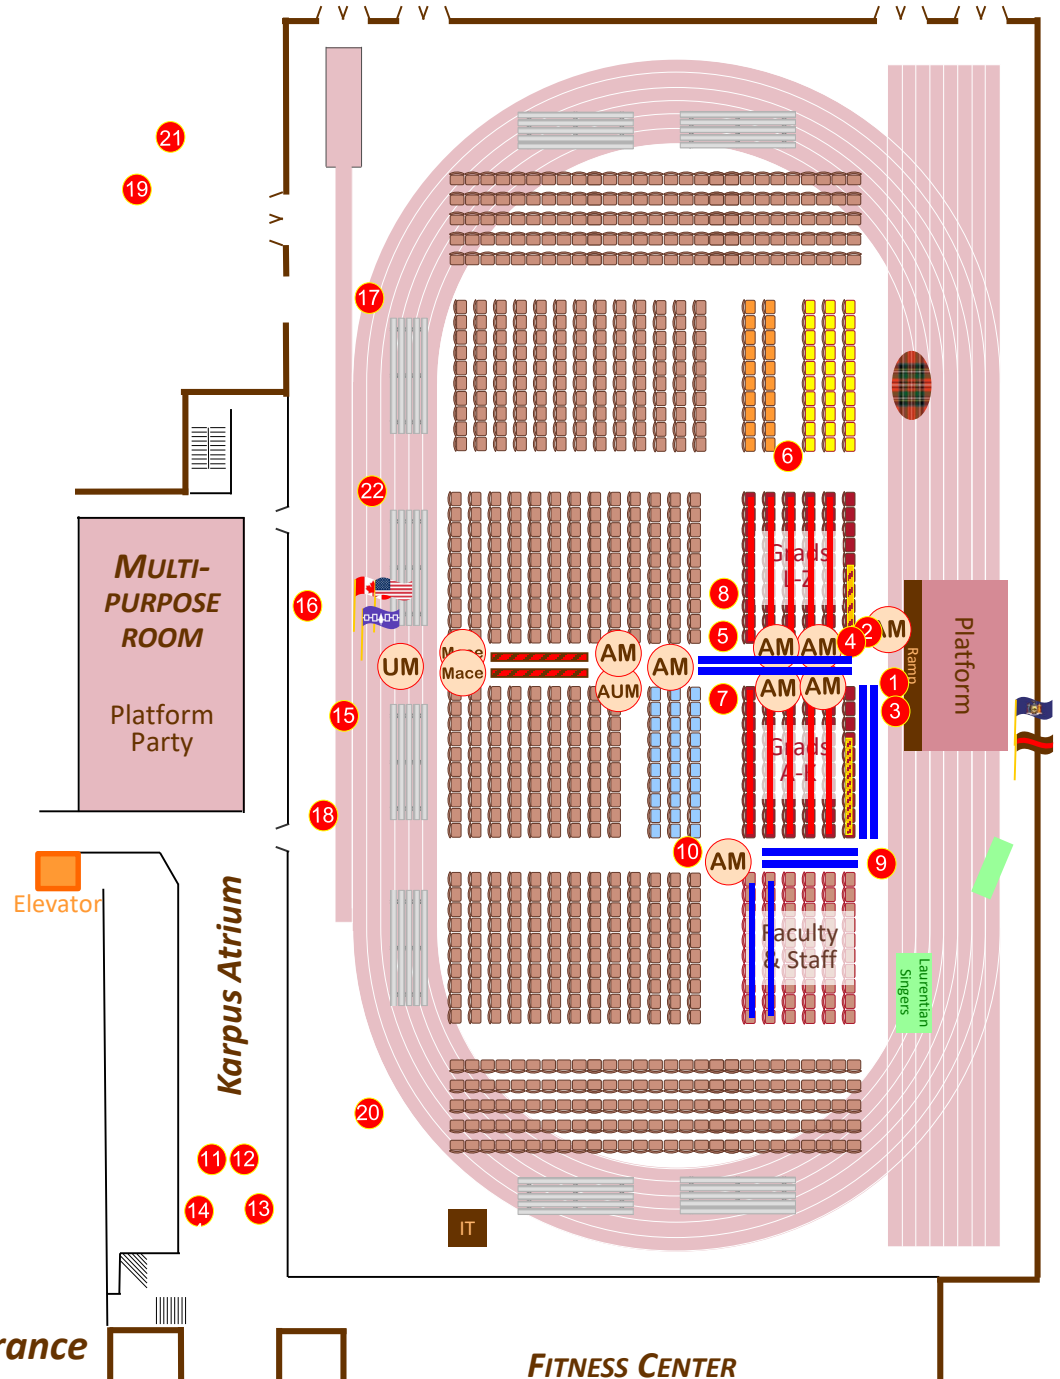 21
19
17
6
22
MULTI-
PURPOSE
ROOM
Platform
Party
Grads
L-Z
8
16
5
4
2
AM
AM
AM
AM
AM
UM
Mace
AUM
AM
AM
Mace
7
1
3
Ramp
Platform
15
Grads
A-K
18
10
AM
9
Elevator
Karpus Atrium
Faculty
& Staff
Laurentian
Singers
20
11
12
14
13
IT
rance
FITNESS CENTER